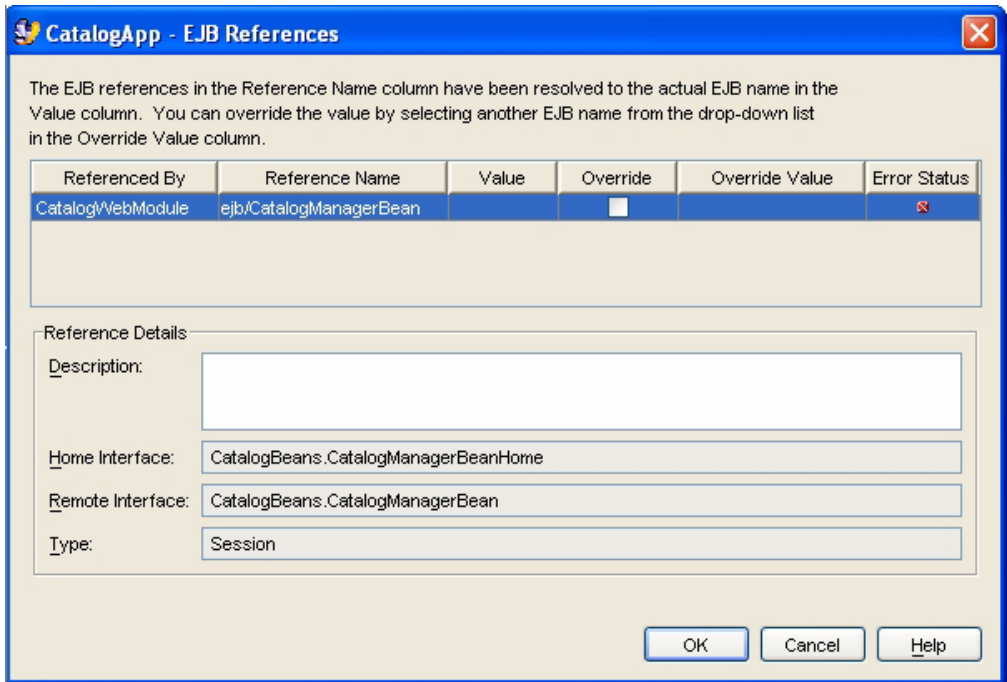 CatalogApp - EJB References
The EJB references in the Reference Name column have been resolved to the actual EJB name in the
Value column. You can override the value by selecting another EJB name from the drop-down list
in the Override Value column.
Referenced By Reference Name Value Override Override Value Error Status
CatalogWebModule ejb/CatalogManagerBean
Reference Details
Description:
Home Interface: CatalogBeans.CatalogManagerBeanHome
Remote Interface: CatalogBeans.CatalogManagerBean
Type: Session
OK Cancel Help